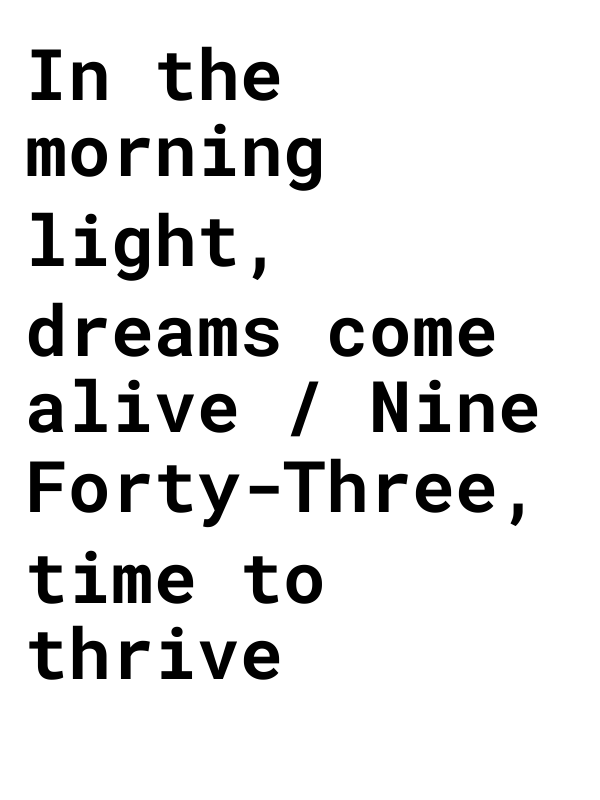 In the
morning
light,
dreams come
alive / Nine
Forty-Three,
time to
thrive